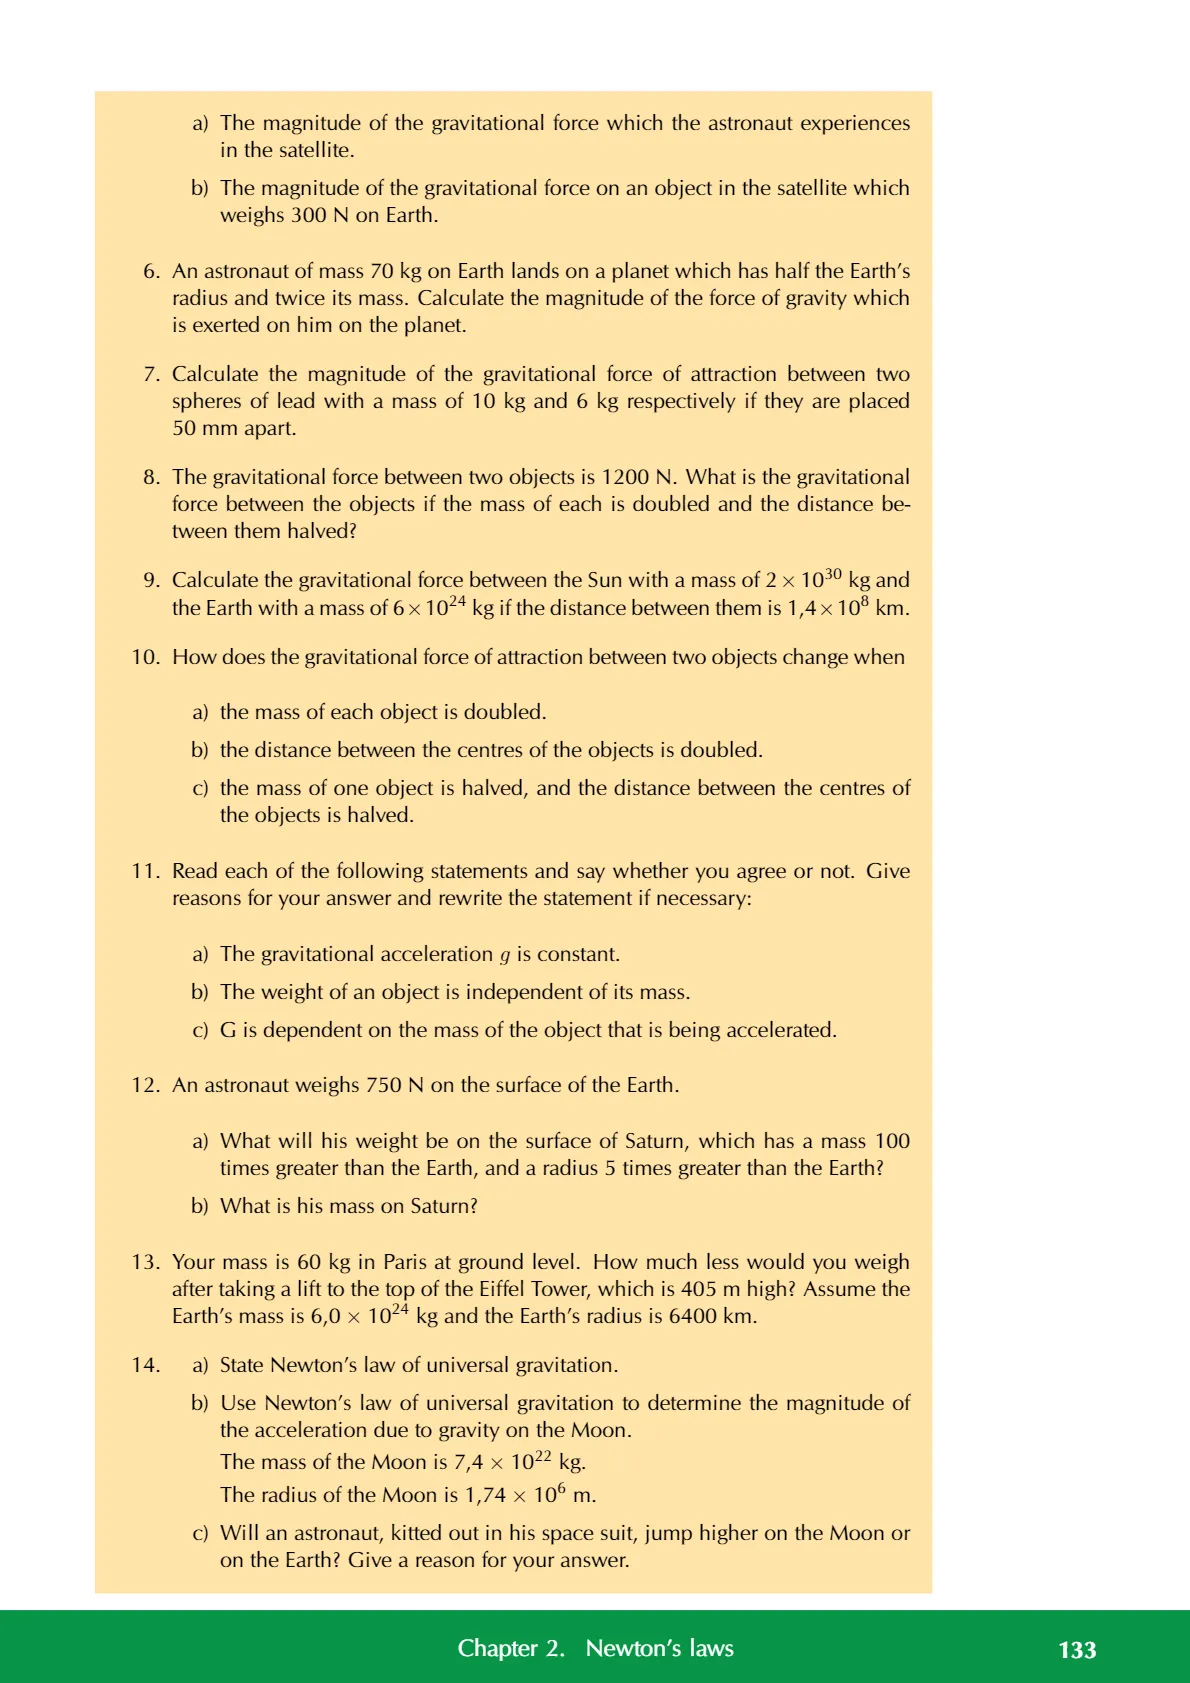 a) The magnitude of the gravitational force which the astronaut experiences
in the satellite.
b) The magnitude of the gravitational force on an object in the satellite which
weighs 300 N on Earth.
6. An astronaut of mass 70 kg on Earth lands on a planet which has half the Earth’s
radius and twice its mass. Calculate the magnitude of the force of gravity which
is exerted on him on the planet.
7. Calculate the magnitude of the gravitational force of attraction between two
spheres of lead with a mass of 10 kg and 6 kg respectively if they are placed
50 mm apart.
8. The gravitational force between two objects is 1200 N. What is the gravitational
force between the objects if the mass of each is doubled and the distance be-
tween them halved?
9. Calculate the gravitational force between the Sun with a mass of 2 × 10³⁰ kg and
the Earth with a mass of 6 × 10²⁴ kg if the distance between them is 1,4 × 10⁸ km.
10. How does the gravitational force of attraction between two objects change when
a) the mass of each object is doubled.
b) the distance between the centres of the objects is doubled.
c) the mass of one object is halved, and the distance between the centres of
the objects is halved.
11. Read each of the following statements and say whether you agree or not. Give
reasons for your answer and rewrite the statement if necessary:
a) The gravitational acceleration g is constant.
b) The weight of an object is independent of its mass.
c) G is dependent on the mass of the object that is being accelerated.
12. An astronaut weighs 750 N on the surface of the Earth.
a) What will his weight be on the surface of Saturn, which has a mass 100
times greater than the Earth, and a radius 5 times greater than the Earth?
b) What is his mass on Saturn?
13. Your mass is 60 kg in Paris at ground level. How much less would you weigh
after taking a lift to the top of the Eiffel Tower, which is 405 m high? Assume the
Earth’s mass is 6,0 × 10²⁴ kg and the Earth’s radius is 6400 km.
14. a) State Newton’s law of universal gravitation.
b) Use Newton’s law of universal gravitation to determine the magnitude of
the acceleration due to gravity on the Moon.
The mass of the Moon is 7,4 × 10²² kg.
The radius of the Moon is 1,74 × 10⁶ m.
c) Will an astronaut, kitted out in his space suit, jump higher on the Moon or
on the Earth? Give a reason for your answer.
Chapter 2. Newton’s laws 133